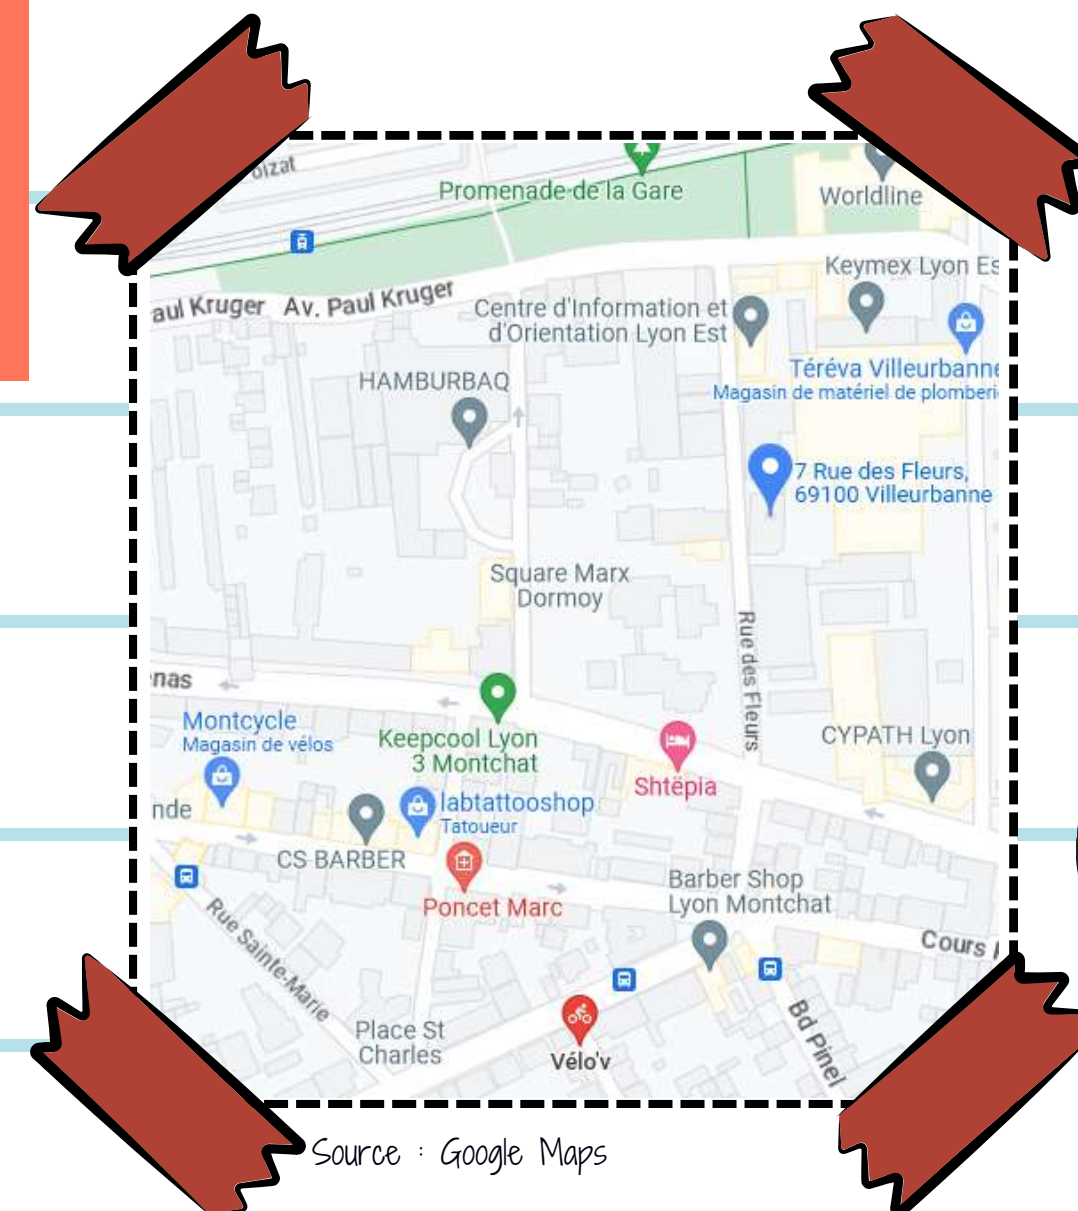 oizat
Promenade de la Gare
Worldline
Keymex Lyon Es
aul Kruger
Av. Paul Kruger
Centre d'Information et
d'Orientation Lyon Est
Téréva Villeurbanne
Magasin de matériel de plomberi
HAMBURBAQ
7 Rue des Fleurs,
69100 Villeurbanne
Square Marx
Dormoy
Rue des Fleurs
nas
Montcycle
Magasin de vélos
Keepcool Lyon
3 Montchat
CYPATH Lyon
Shtëpia
nde
labtattooshop
Tatoueur
CS BARBER
Barber Shop
Lyon Montchat
Poncet Marc
Rue Sainte-Marie
Cours
Place St
Charles
Vélo'v
Bd Pinel
Source : Google Maps